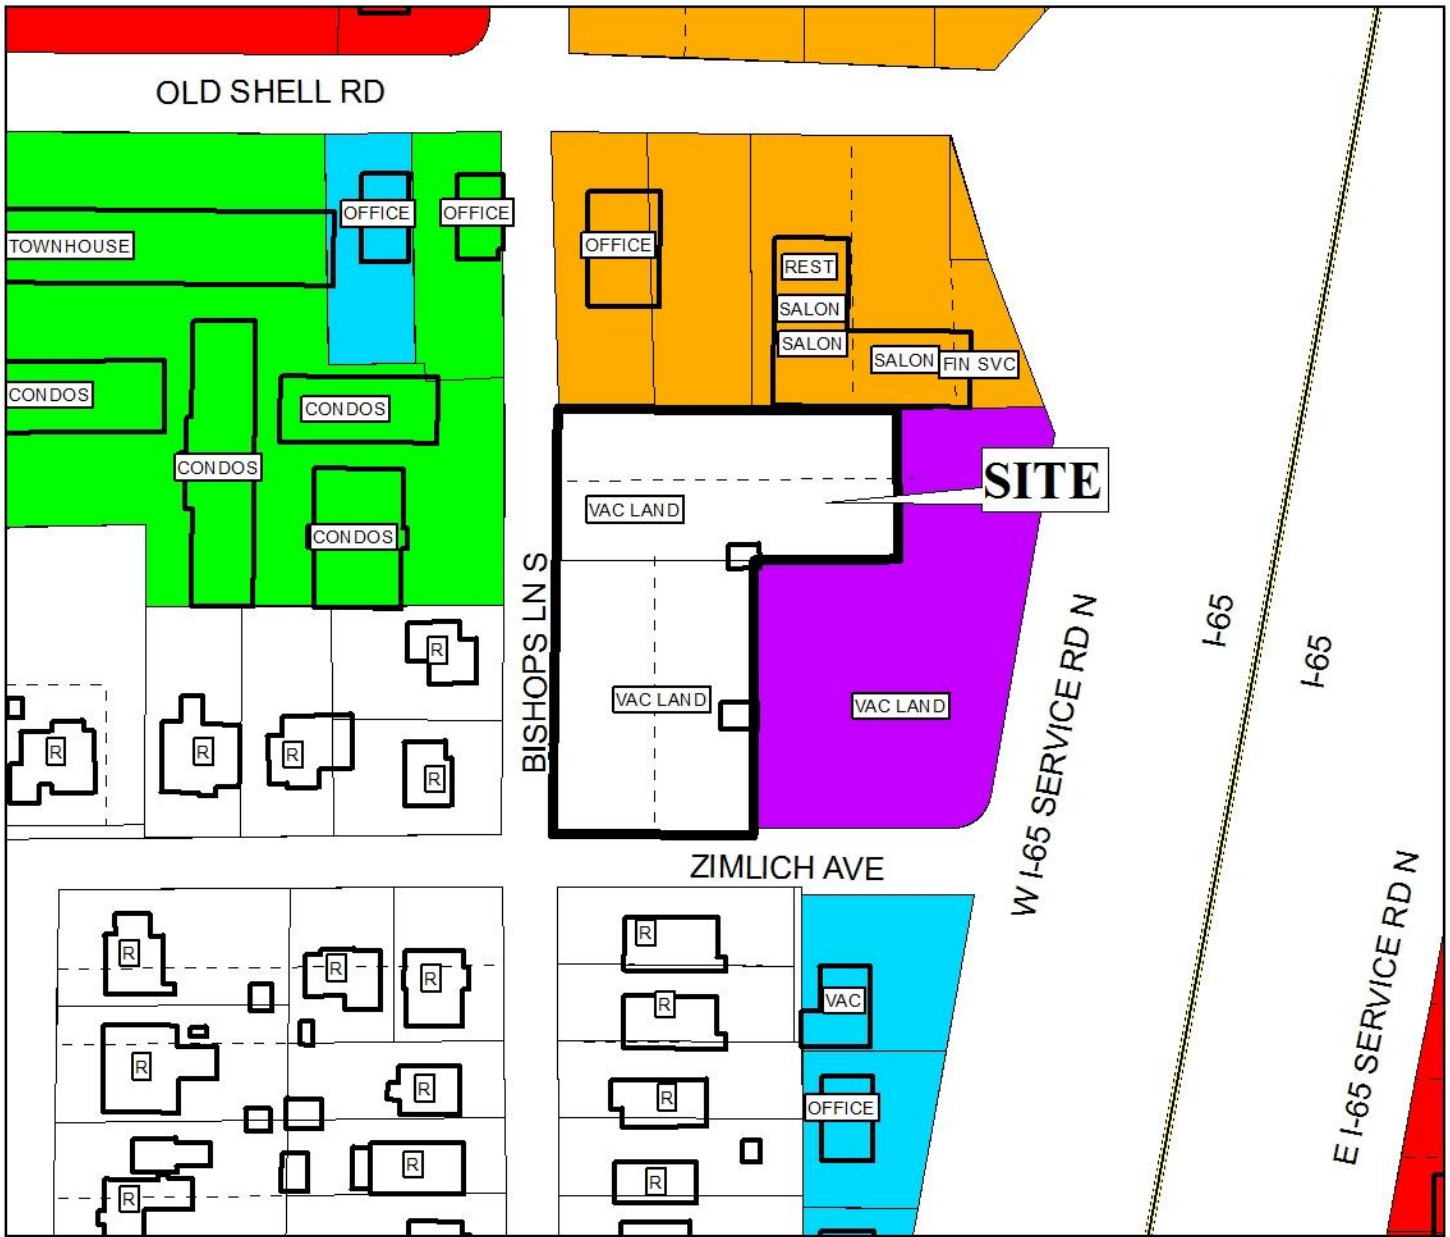 OLD SHELL RD
OFFICE
OFFICE
OFFICE
TOWNHOUSE
REST
SALON
SALON
SALON
FIN SVC
CONDOS
CONDOS
CONDOS
CONDOS
SITE
VAC LAND
BISHOPS LN S
VAC LAND
VAC LAND
W I-65 SERVICE RD N
I-65
I-65
R
R
R
R
R
ZIMLICH AVE
E I-65 SERVICE RD N
R
R
R
R
R
VAC
R
R
R
OFFICE
R
R
R